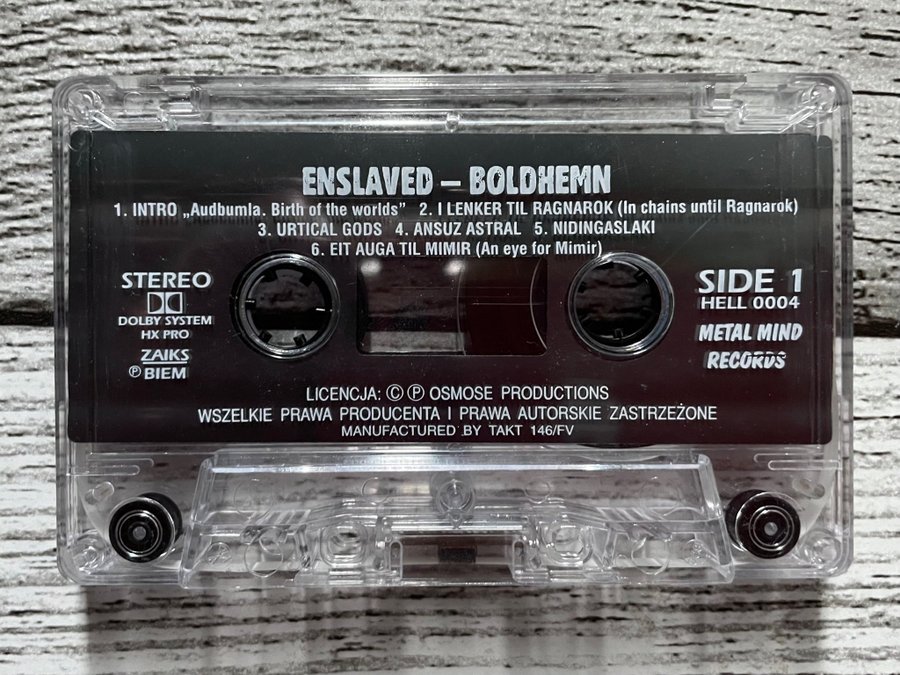 ENSLAVED – BOLDHEMN
1. INTRO „Audbumla. Birth of the worlds” 2. I LENKER TIL RAGNAROK (In chains until Ragnarok)
3. URTICAL GODS 4. ANSUZ ASTRAL 5. NIDINGASLAKI
6. EIT AUGA TIL MIMIR (An eye for Mimir)
STEREO
DOLBY SYSTEM
HX PRO
ZAIKS
Ⓟ BIEM
SIDE 1
HELL 0004
METAL MIND
RECORDS
LICENCJA: Ⓒ Ⓟ OSMOSE PRODUCTIONS
WSZELKIE PRAWA PRODUCENTA I PRAWA AUTORSKIE ZASTRZEŻONE
MANUFACTURED BY TAKT 146/FV